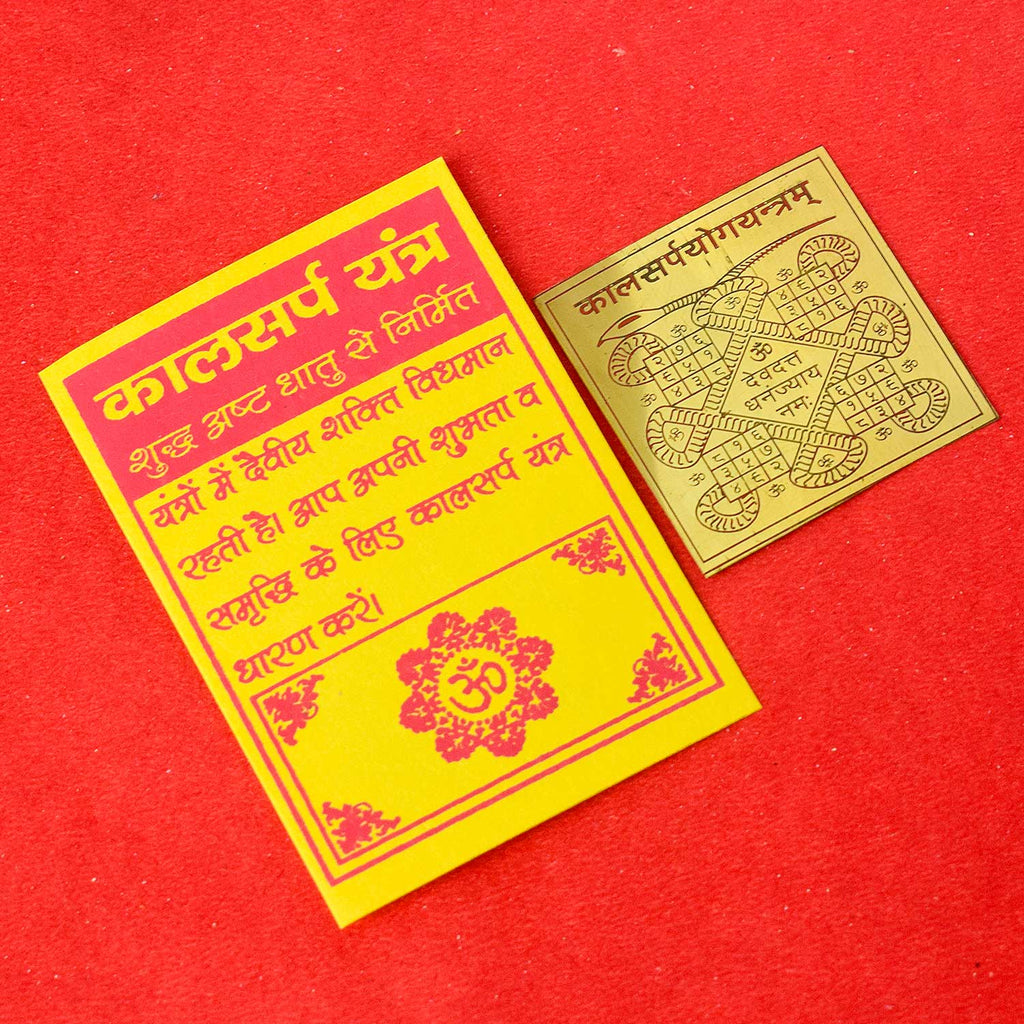 कालसर्प यंत्र
शुद्ध अष्ट धातु से निर्मित
यंत्रों में दैवीय शक्ति विधमान
रहती है। आप अपनी शुभता व
समृद्धि के लिए कालसर्प यंत्र
धारण करें।
ॐ
कालसर्पयोगयन्त्रम्
ॐ
देवदत
धनञ्जयाय
नमः